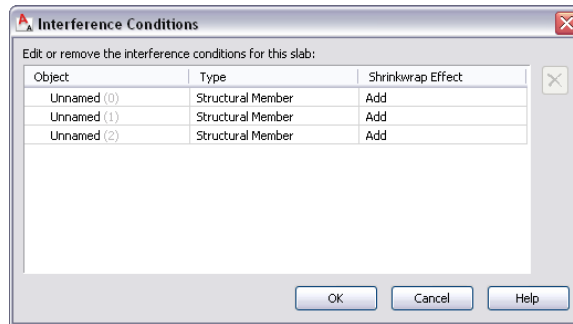 Interference Conditions
Edit or remove the interference conditions for this slab:
Object Type Shrinkwrap Effect
Unnamed (0) Structural Member Add
Unnamed (1) Structural Member Add
Unnamed (2) Structural Member Add
OK Cancel Help